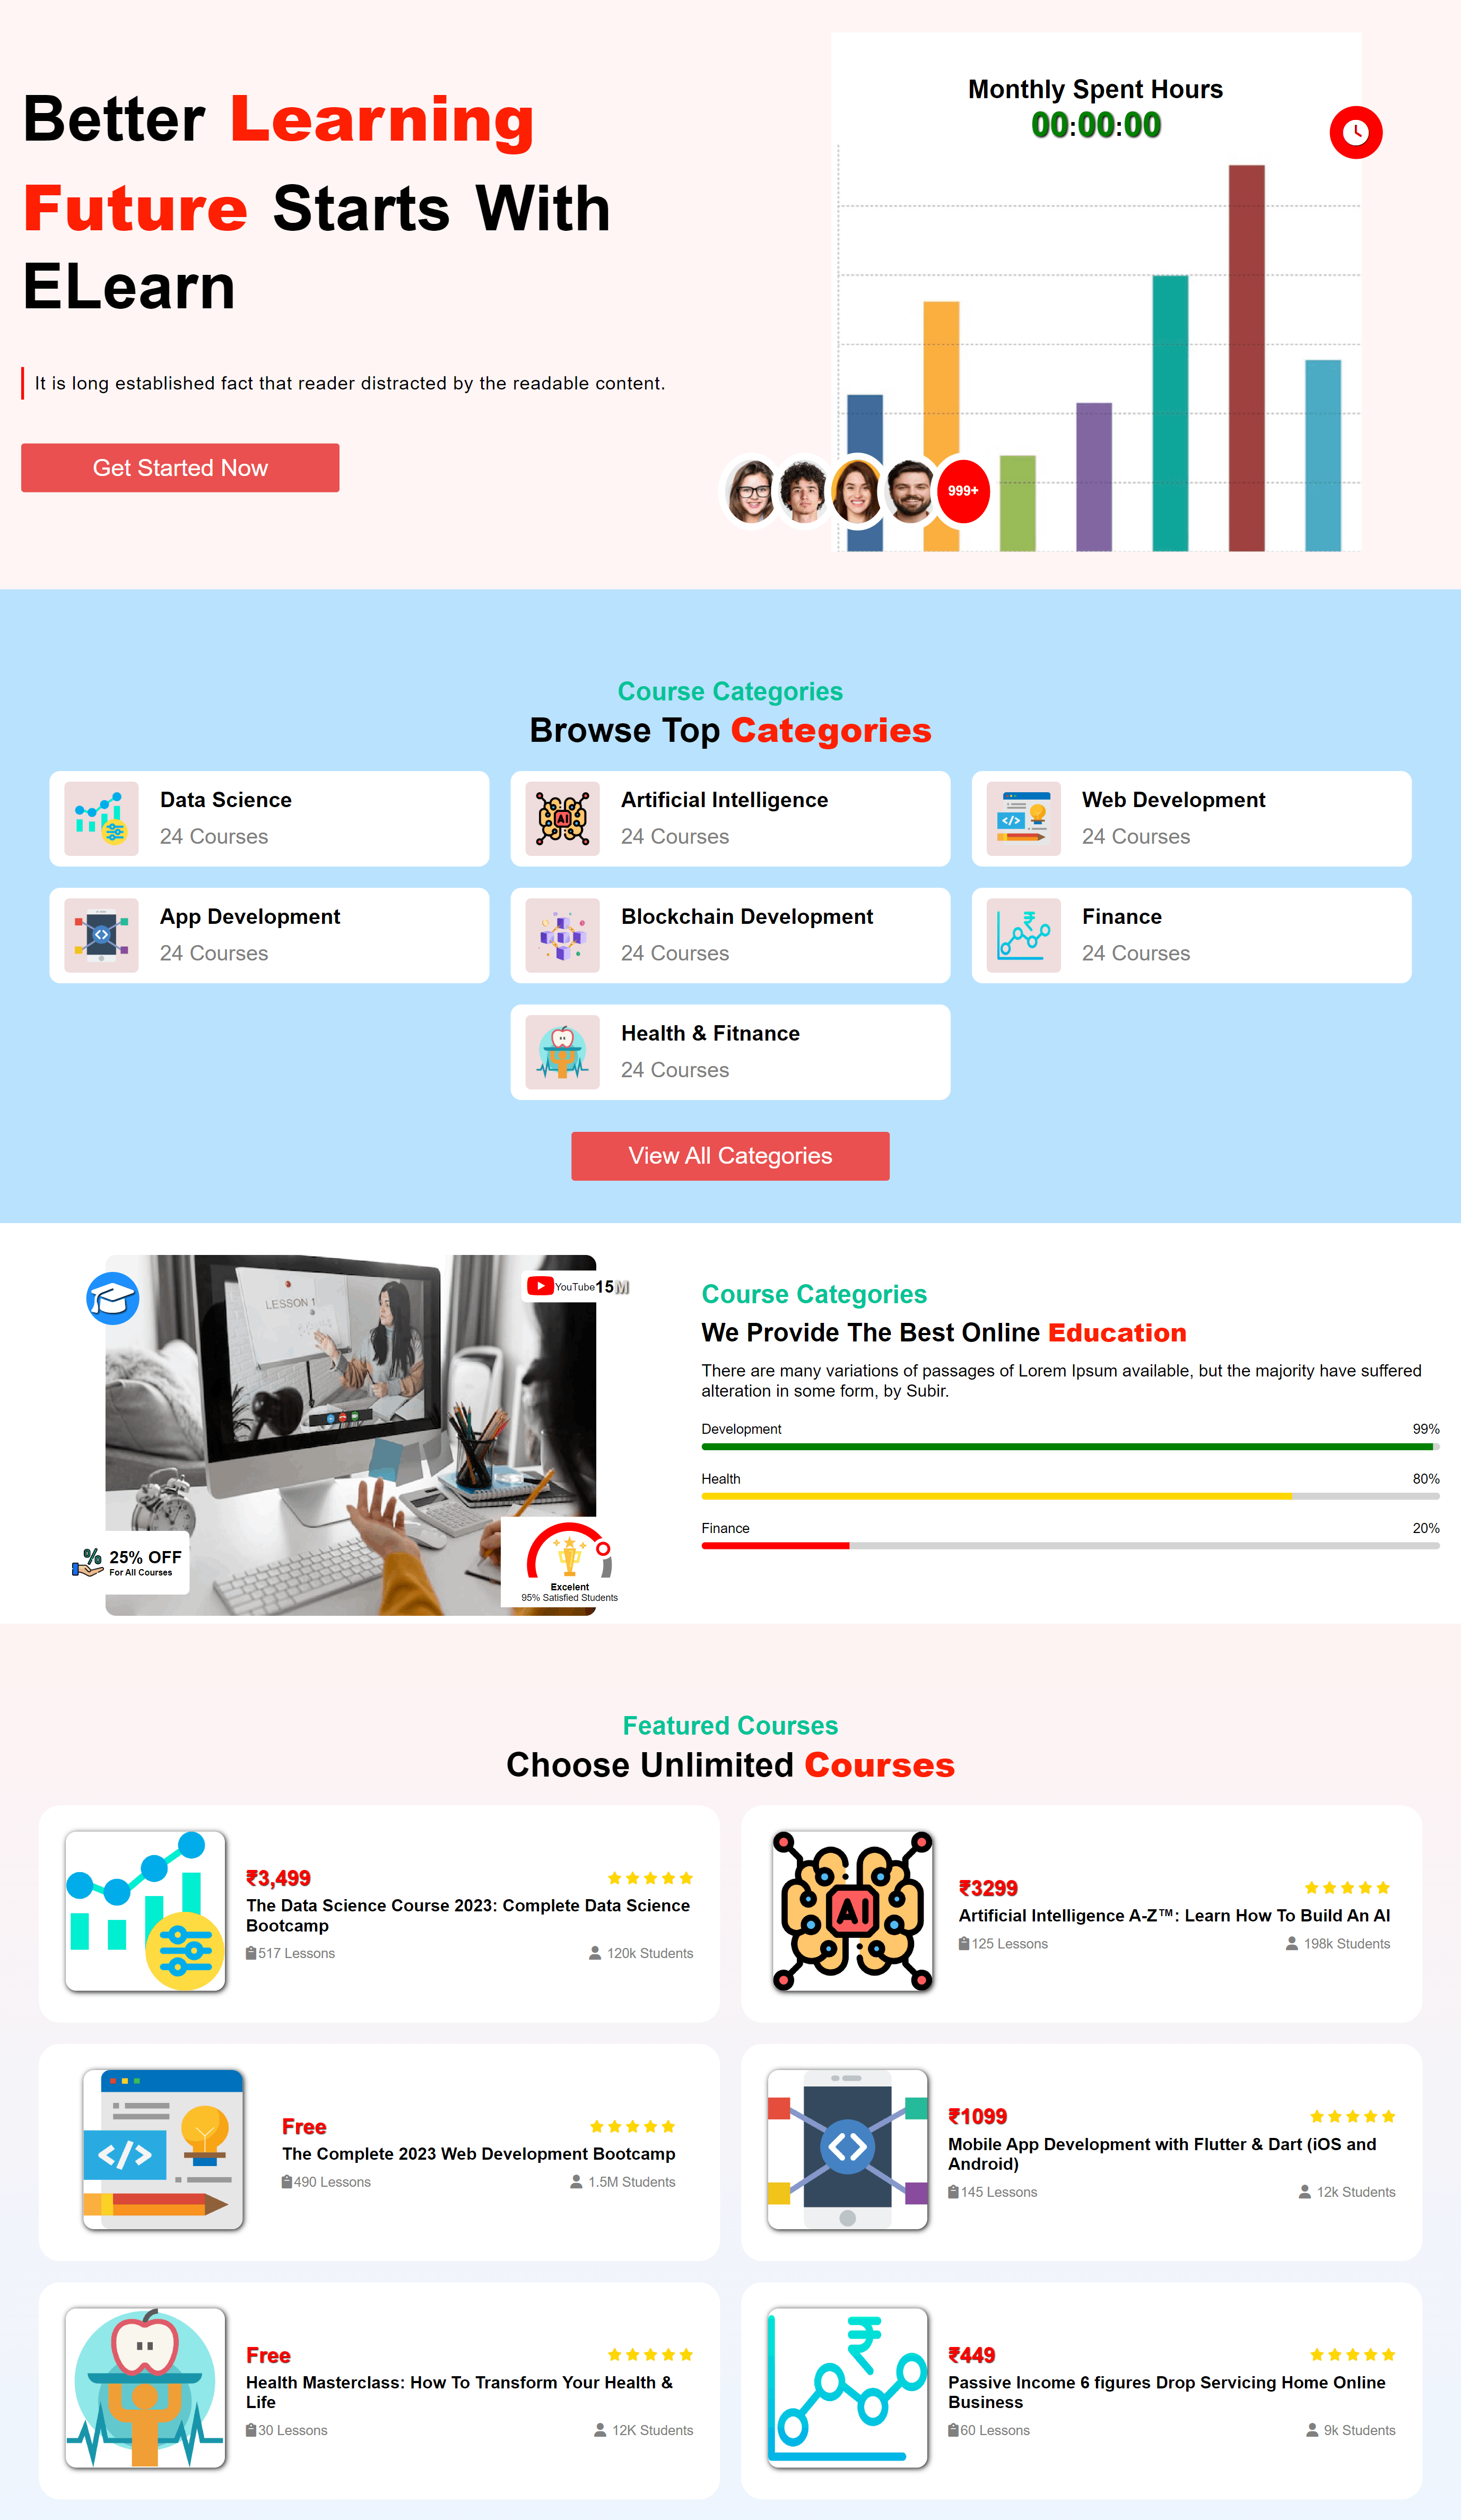 Better Learning
Future Starts With
ELearn
It is long established fact that reader distracted by the readable content.
Get Started Now
Monthly Spent Hours
00:00:00
999+
Course Categories
Browse Top Categories
Data Science
24 Courses
Artificial Intelligence
24 Courses
Web Development
24 Courses
App Development
24 Courses
Blockchain Development
24 Courses
Finance
24 Courses
Health & Fitnance
24 Courses
View All Categories
LESSON 1
YouTube15M
25% OFF
For All Courses
Excelent
95% Satisfied Students
Course Categories
We Provide The Best Online Education
There are many variations of passages of Lorem Ipsum available, but the majority have suffered
alteration in some form, by Subir.
Development 99%
Health 80%
Finance 20%
Featured Courses
Choose Unlimited Courses
₹3,499
The Data Science Course 2023: Complete Data Science
Bootcamp
517 Lessons 120k Students
AI
₹3299
Artificial Intelligence A-Z™: Learn How To Build An AI
125 Lessons 198k Students
Free
The Complete 2023 Web Development Bootcamp
490 Lessons 1.5M Students
₹1099
Mobile App Development with Flutter & Dart (iOS and
Android)
145 Lessons 12k Students
Free
Health Masterclass: How To Transform Your Health &
Life
30 Lessons 12K Students
₹449
Passive Income 6 figures Drop Servicing Home Online
Business
60 Lessons 9k Students